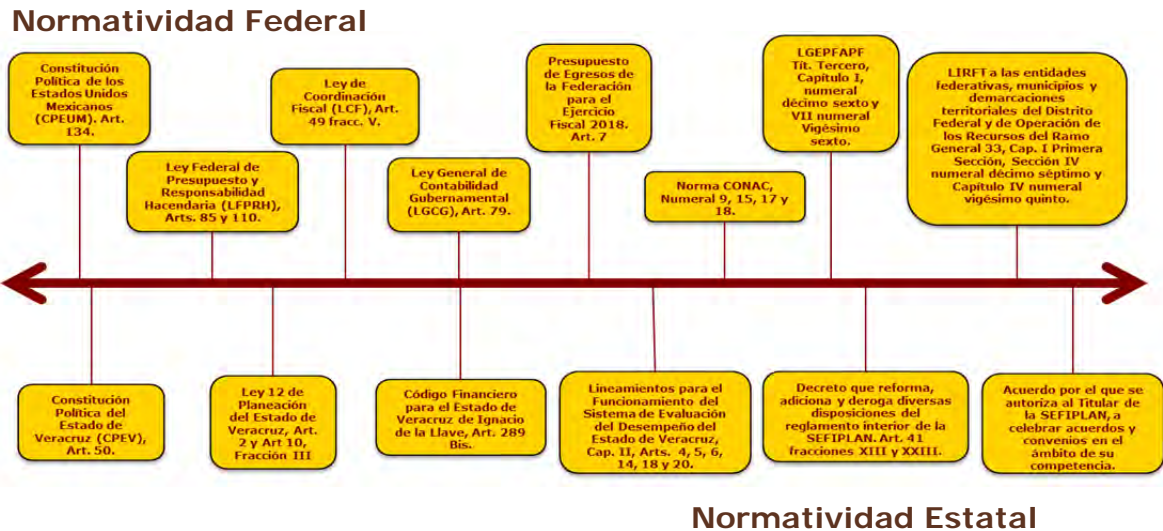 Normatividad Federal
Constitución
Política de los
Estados Unidos
Mexicanos
(CPEUM). Art.
134.
Ley Federal de
Presupuesto y
Responsabilidad
Hacendaria (LFPRH),
Arts. 85 y 110.
Ley de
Coordinación
Fiscal (LCF), Art.
49 fracc. V.
Ley General de
Contabilidad
Gubernamental
(LGCG), Art. 79.
Presupuesto
de Egresos de
la Federación
para el
Ejercicio
Fiscal 2018.
Art. 7
Norma CONAC,
Numeral 9, 15, 17 y
18.
LGEPFAPF
Tít. Tercero,
Capítulo I,
numeral
décimo sexto y
VII numeral
Vigésimo
sexto.
LIRFT a las entidades
federativas, municipios y
demarcaciones
territoriales del Distrito
Federal y de Operación de
los Recursos del Ramo
General 33, Cap. I Primera
Sección, Sección IV
numeral décimo séptimo y
Capítulo IV numeral
vigésimo quinto.
Constitución
Política del
Estado de
Veracruz (CPEV),
Art. 50.
Ley 12 de
Planeación
del Estado de
Veracruz, Art.
2 y Art 10,
Fracción III
Código Financiero
para el Estado de
Veracruz de Ignacio
de la Llave, Art. 289
Bis.
Lineamientos para el
Funcionamiento del
Sistema de Evaluación
del Desempeño del
Estado de Veracruz,
Cap. II, Arts. 4, 5, 6,
14, 18 y 20.
Decreto que reforma,
adiciona y deroga diversas
disposiciones del
reglamento interior de la
SEFIPLAN. Art. 41
fracciones XIII y XXIII.
Acuerdo por el que se
autoriza al Titular de
la SEFIPLAN, a
celebrar acuerdos y
convenios en el
ámbito de su
competencia.
Normatividad Estatal